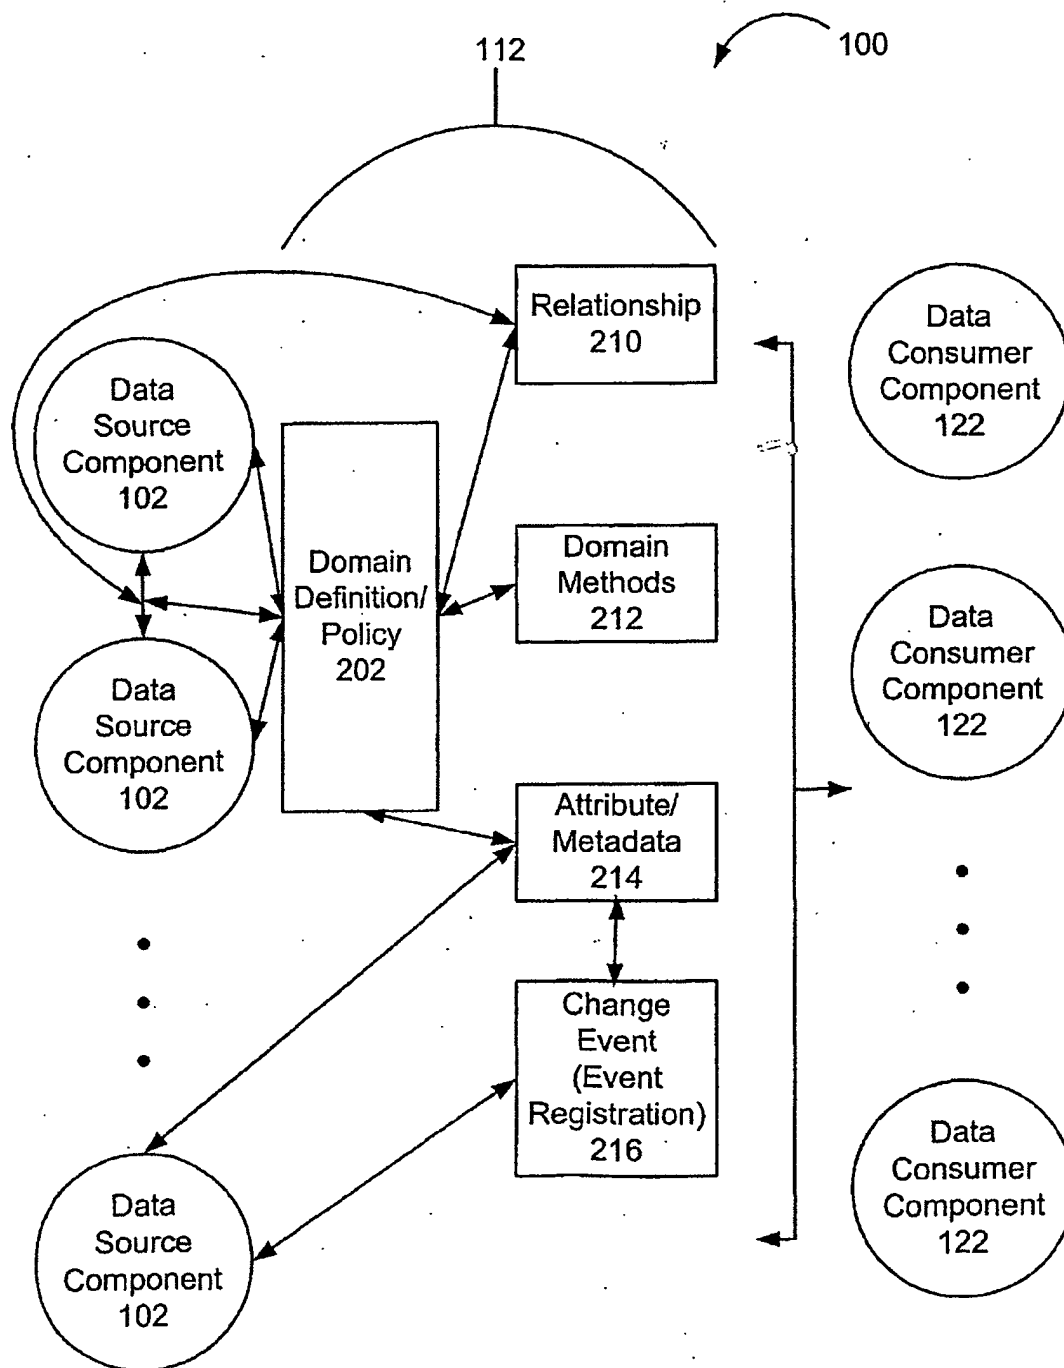 112
100
Relationship
210
Data
Source
Component
102
Domain
Definition/
Policy
202
Domain
Methods
212
Data
Source
Component
102
Attribute/
Metadata
214
Change
Event
(Event
Registration)
216
Data
Source
Component
102
Data
Consumer
Component
122
Data
Consumer
Component
122
Data
Consumer
Component
122